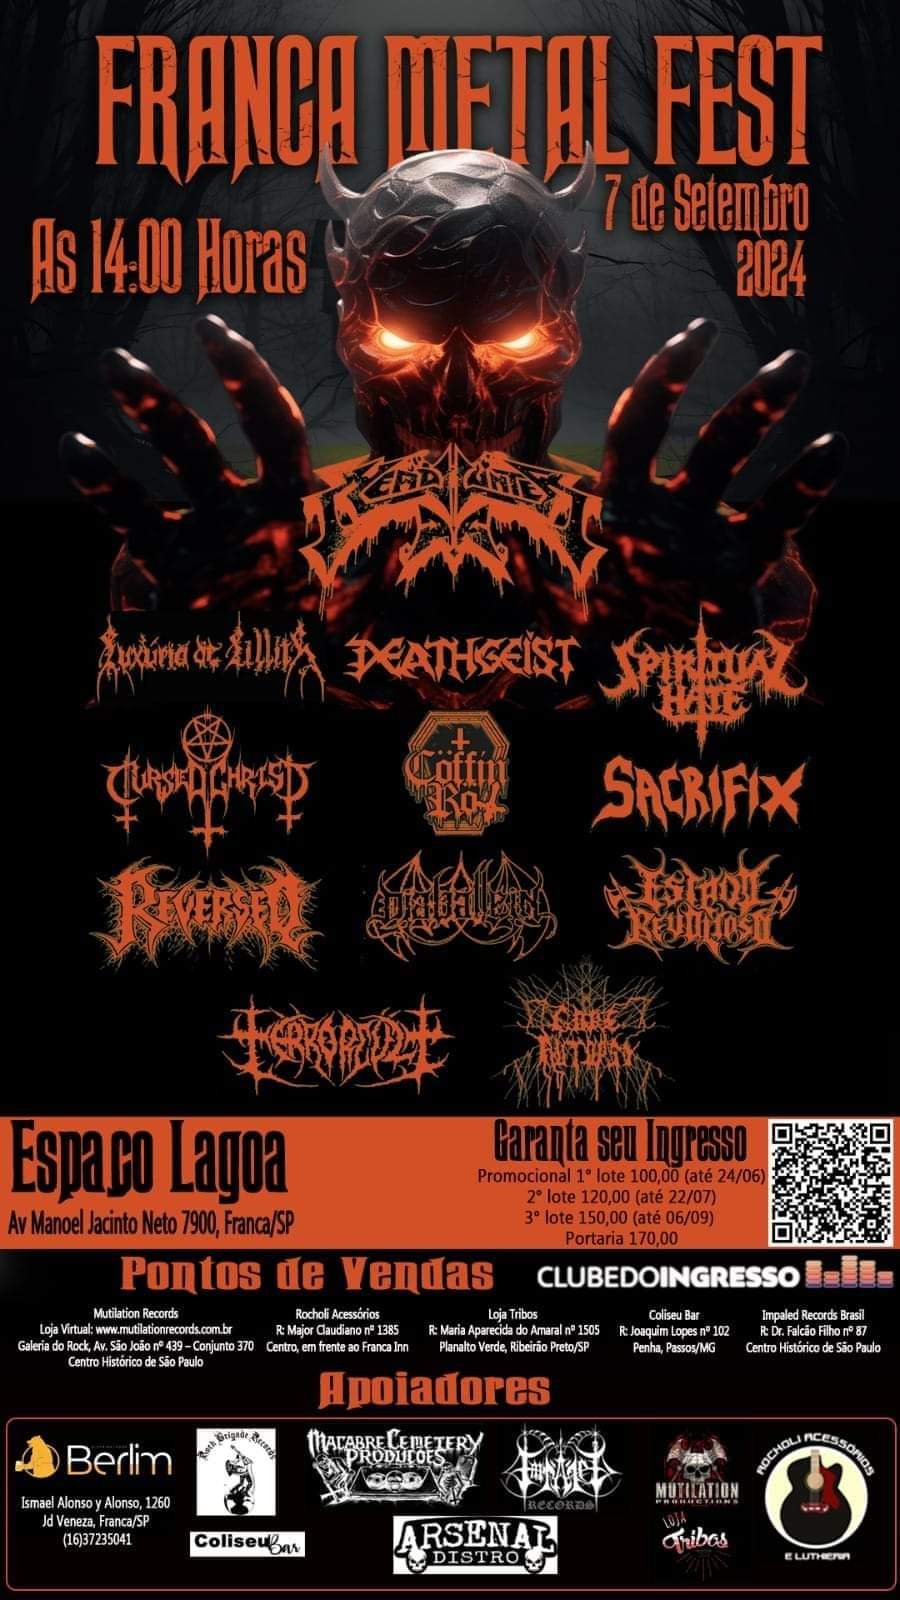 FRANCA METAL FEST
7 de Setembro
2024
As 14:00 Horas
Luxúria de Lillith
DEATHGEIST
SPIRITUAL
HATE
CURSED CHRIST
Cöffin
SACRIFIX
REVERSED
ESTADO
REVOLTOSO
TERRORCULT
Espaço Lagoa
Av Manoel Jacinto Neto 7900, Franca/SP
Garanta seu Ingresso
Promocional 1° lote 100,00 (até 24/06)
2° lote 120,00 (até 22/07)
3° lote 150,00 (até 06/09)
Portaria 170,00
Pontos de Vendas
CLUBEDOINGRESSO
Mutilation Records
Loja Virtual: www.mutilationrecords.com.br
Galeria do Rock, Av. São João nº 439 – Conjunto 370
Centro Histórico de São Paulo
Rocholi Acessórios
R: Major Claudiano nº 1385
Centro, em frente ao Franca Inn
Loja Tribos
R: Maria Aparecida do Amaral nº 1505
Planalto Verde, Ribeirão Preto/SP
Coliseu Bar
R: Joaquim Lopes nº 102
Penha, Passos/MG
Impaled Records Brasil
R: Dr. Falcão Filho nº 87
Centro Histórico de São Paulo
Apoiadores
Berlim
Ismael Alonso y Alonso, 1260
Jd Veneza, Franca/SP
(16)37235041
Rock Brigade Records
Coliseu Bar
MACABRE CEMETERY
PRODUÇÕES
ARSENAL
DISTRO
IMPALED
RECORDS
MUTILATION
PRODUCTIONS
LOJA
Tribos
ROCHOLI ACESSORIOS
E LUTHIERIA